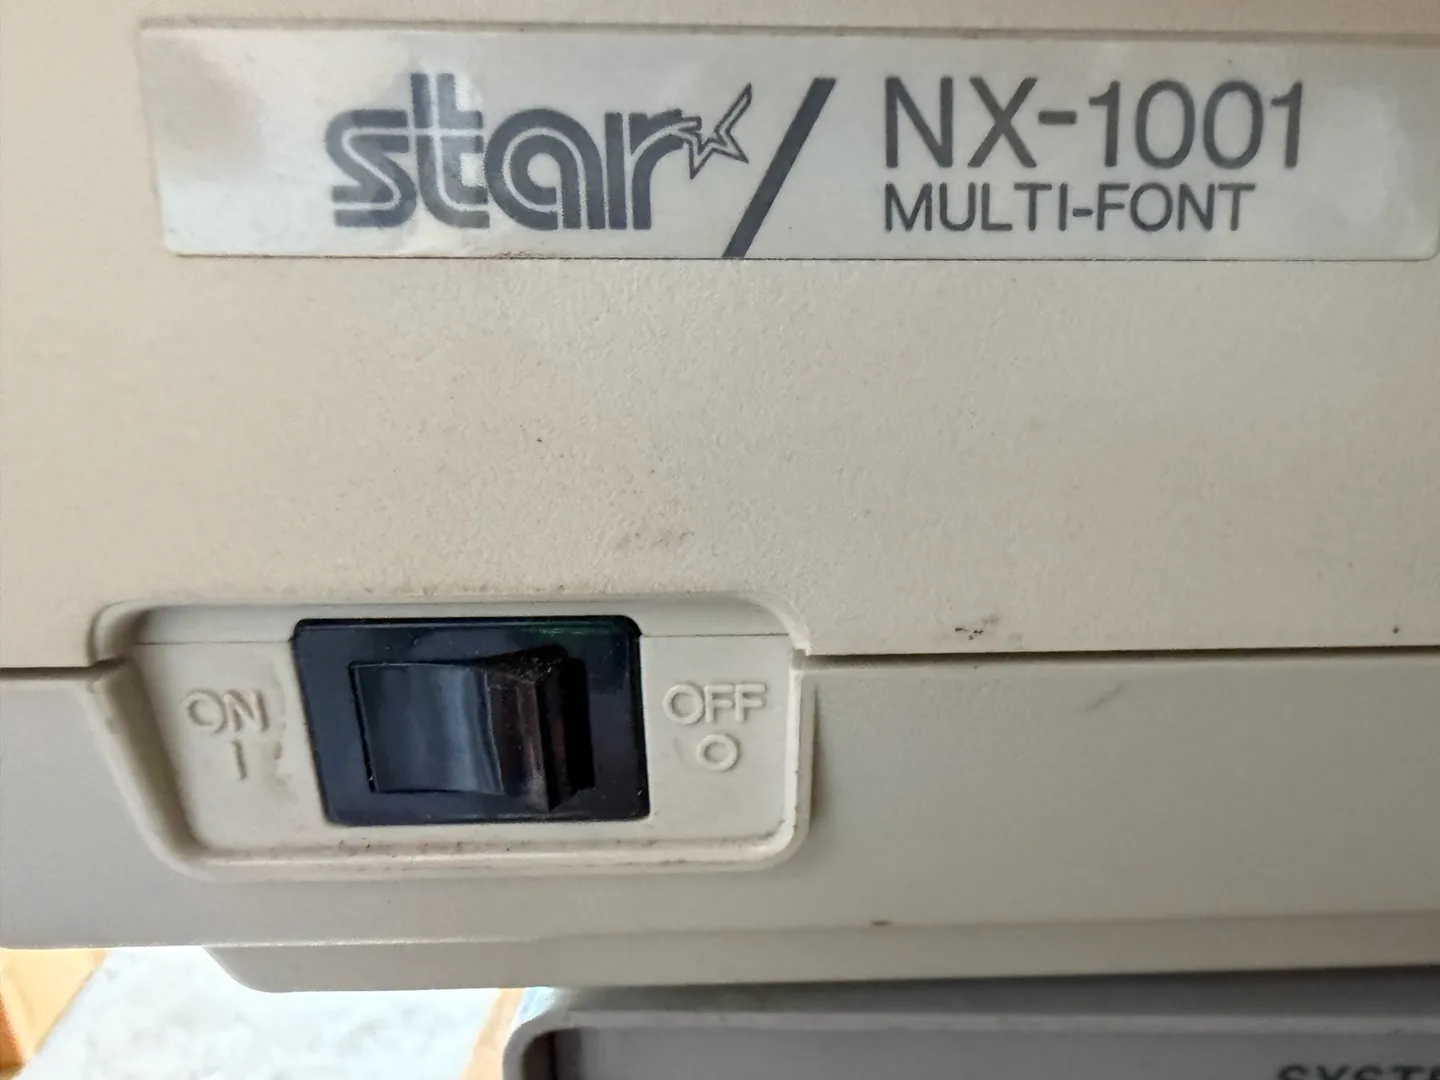 star / NX-1001
MULTI-FONT
ON OFF
I O